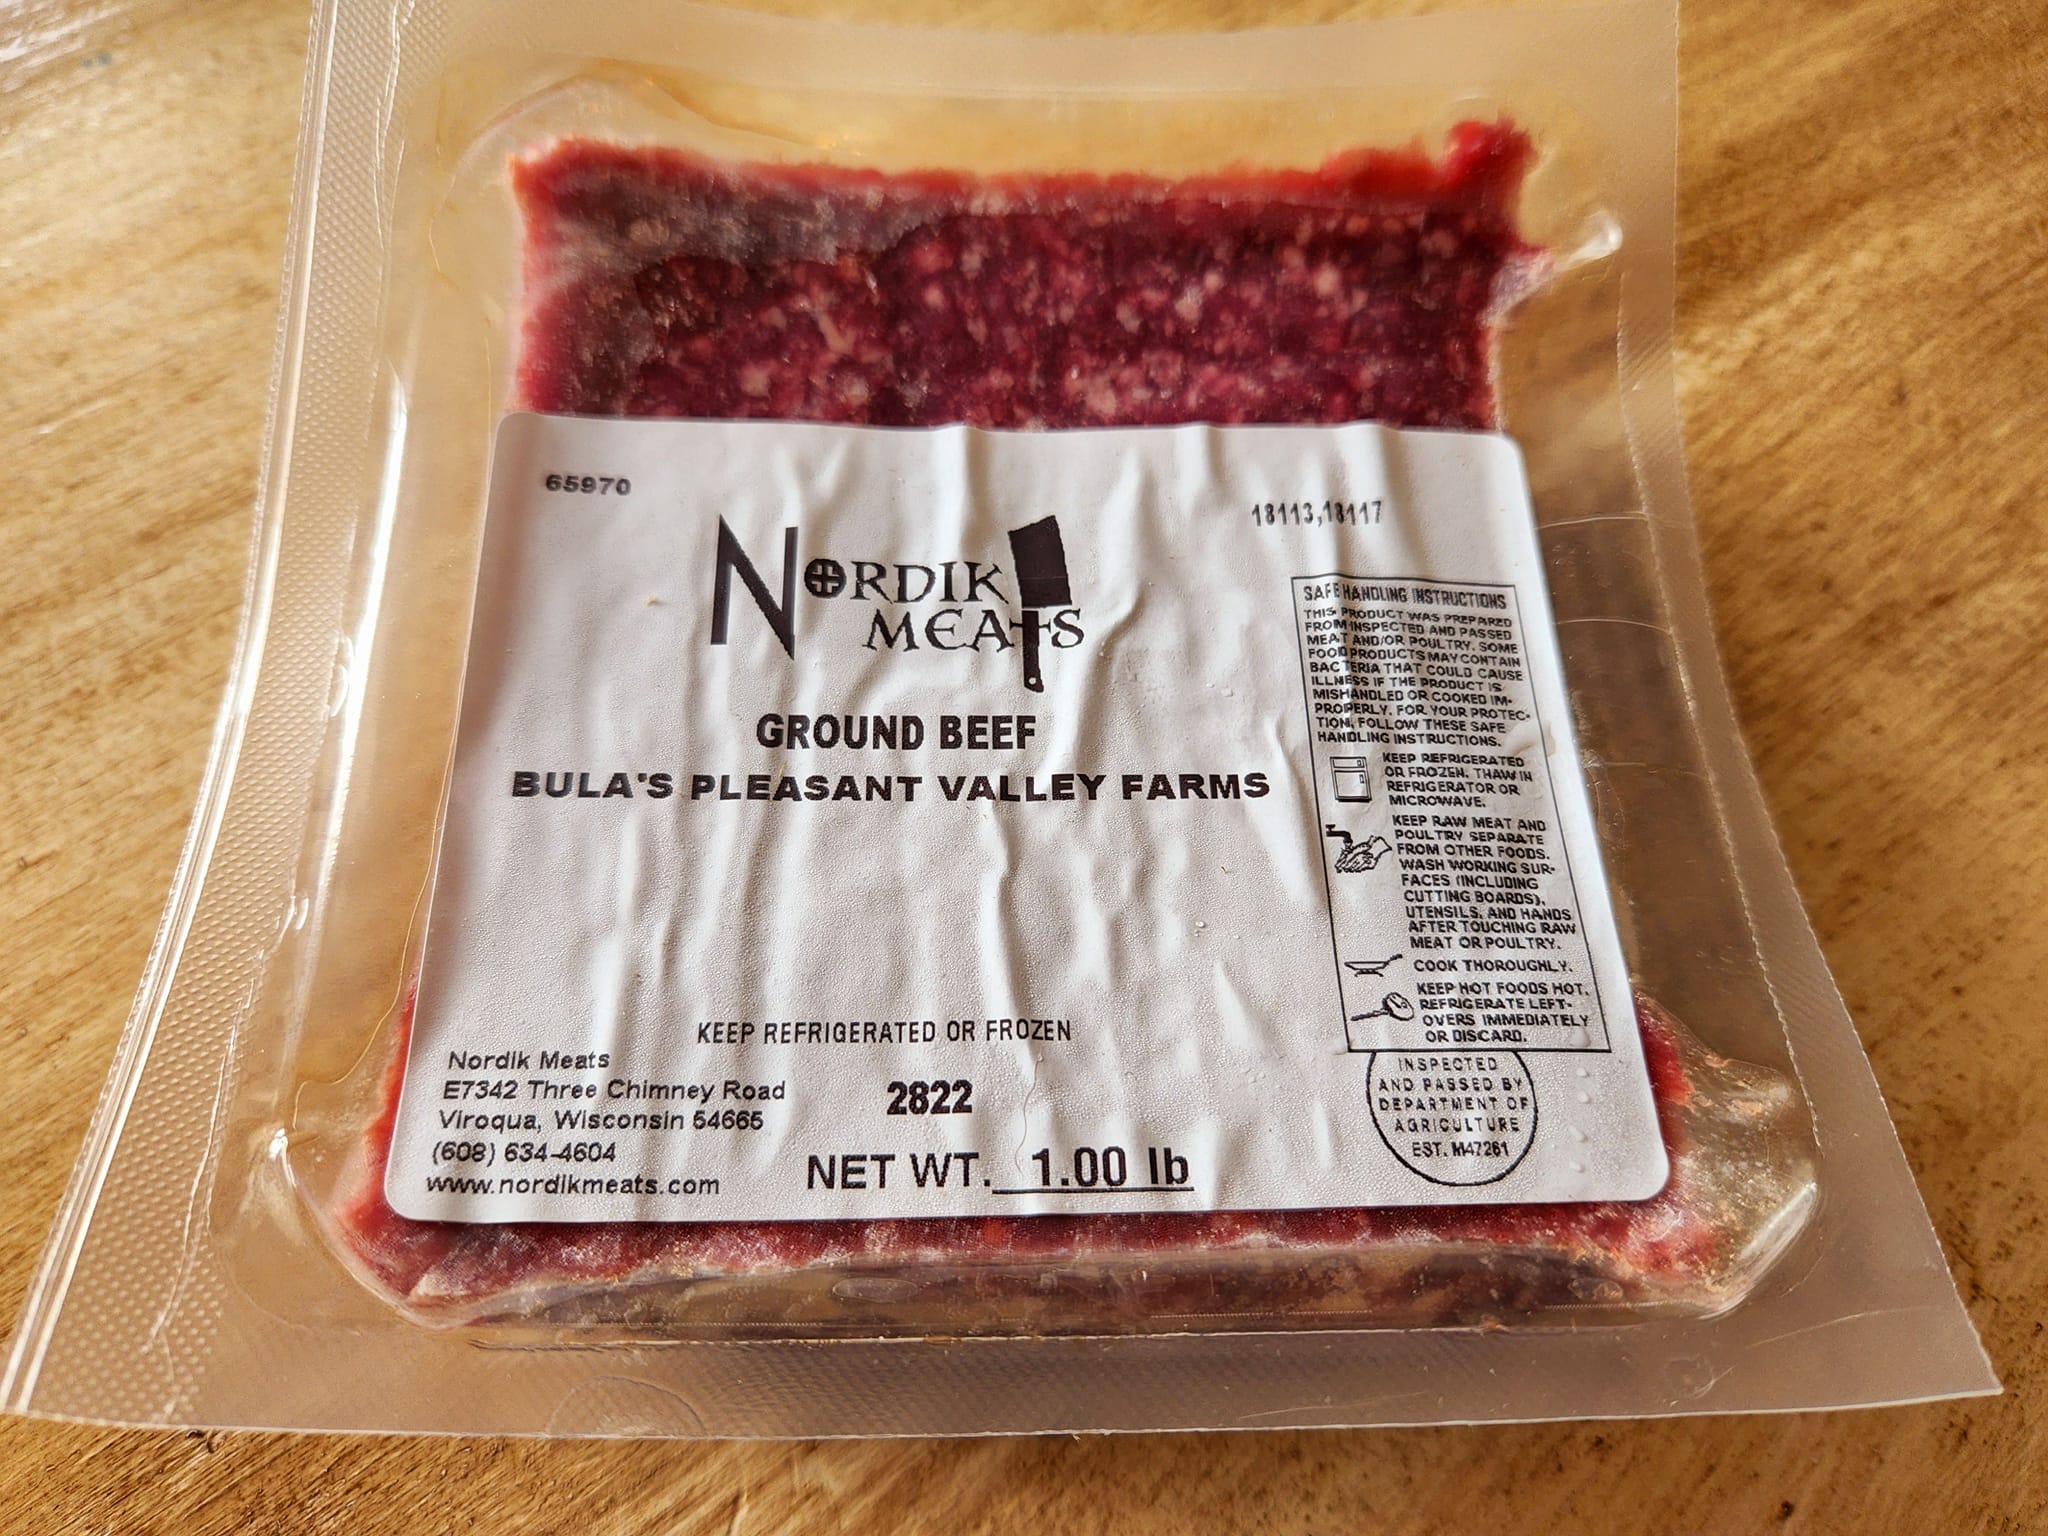 65970
18113,18117
NORDIK
MEATS
GROUND BEEF
BULA'S PLEASANT VALLEY FARMS
KEEP REFRIGERATED OR FROZEN
Nordik Meats
E7342 Three Chimney Road
Viroqua, Wisconsin 54665
(608) 634-4604
www.nordikmeats.com
2822
NET WT. 1.00 lb
SAFE HANDLING INSTRUCTIONS
THIS PRODUCT WAS PREPARED
FROM INSPECTED AND PASSED
MEAT AND/OR POULTRY. SOME
FOOD PRODUCTS MAY CONTAIN
BACTERIA THAT COULD CAUSE
ILLNESS IF THE PRODUCT IS
MISHANDLED OR COOKED IM-
PROPERLY. FOR YOUR PROTEC-
TION, FOLLOW THESE SAFE
HANDLING INSTRUCTIONS.
KEEP REFRIGERATED
OR FROZEN. THAW IN
REFRIGERATOR OR
MICROWAVE.
KEEP RAW MEAT AND
POULTRY SEPARATE
FROM OTHER FOODS.
WASH WORKING SUR-
FACES (INCLUDING
CUTTING BOARDS),
UTENSILS, AND HANDS
AFTER TOUCHING RAW
MEAT OR POULTRY.
COOK THOROUGHLY.
KEEP HOT FOODS HOT.
REFRIGERATE LEFT-
OVERS IMMEDIATELY
OR DISCARD.
INSPECTED
AND PASSED BY
DEPARTMENT OF
AGRICULTURE
EST. M47261